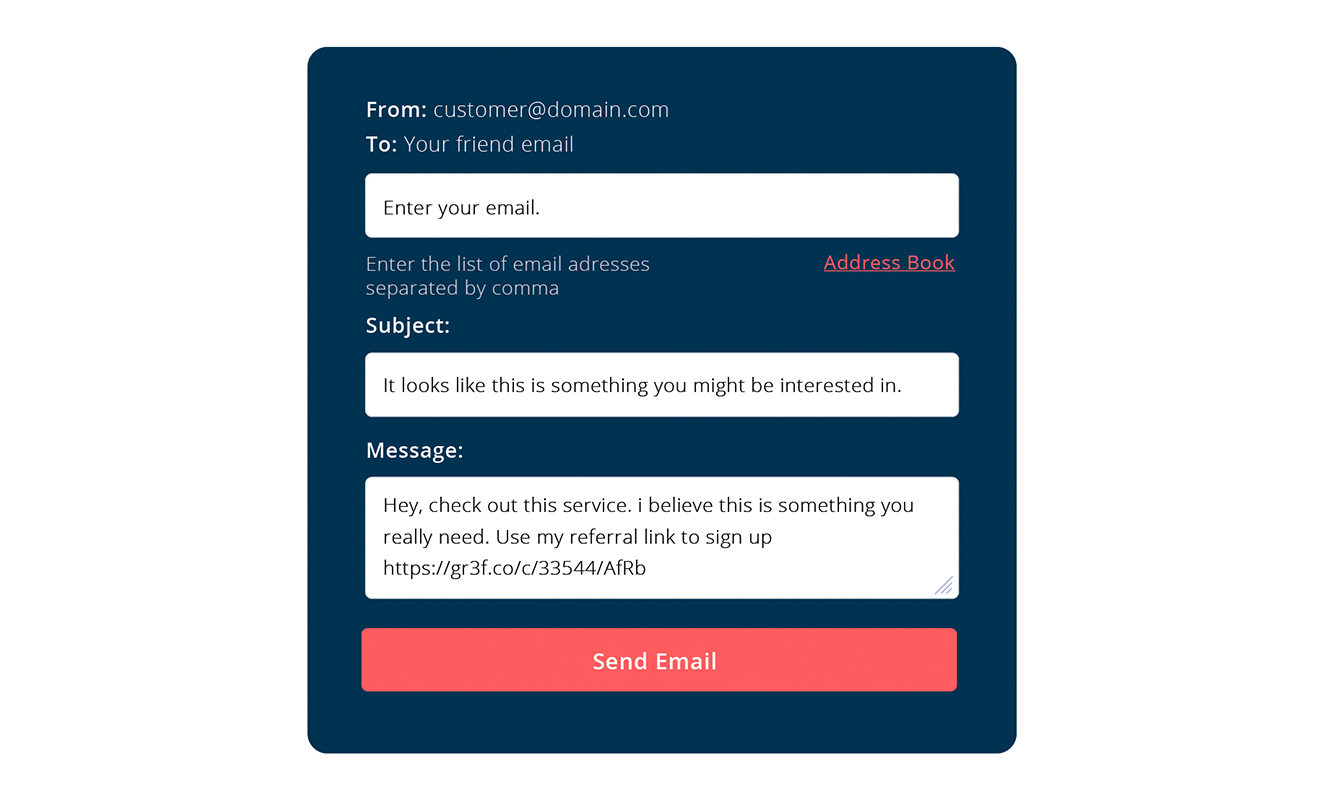 From: customer@domain.com
To: Your friend email
Enter your email.
Enter the list of email adresses
separated by comma
Address Book
Subject:
It looks like this is something you might be interested in.
Message:
Hey, check out this service. i believe this is something you
really need. Use my referral link to sign up
https://gr3f.co/c/33544/AfRb
Send Email